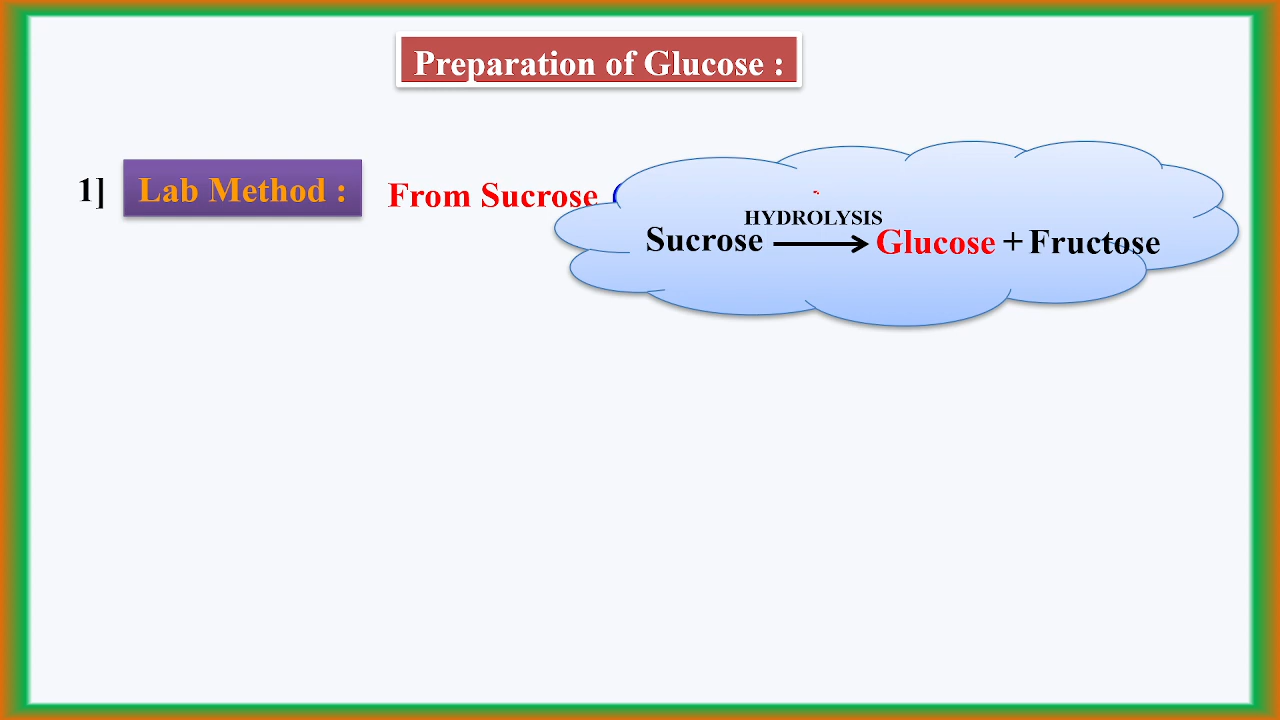 Preparation of Glucose :
1] Lab Method : From Sucrose (
HYDROLYSIS
Sucrose → Glucose + Fructose